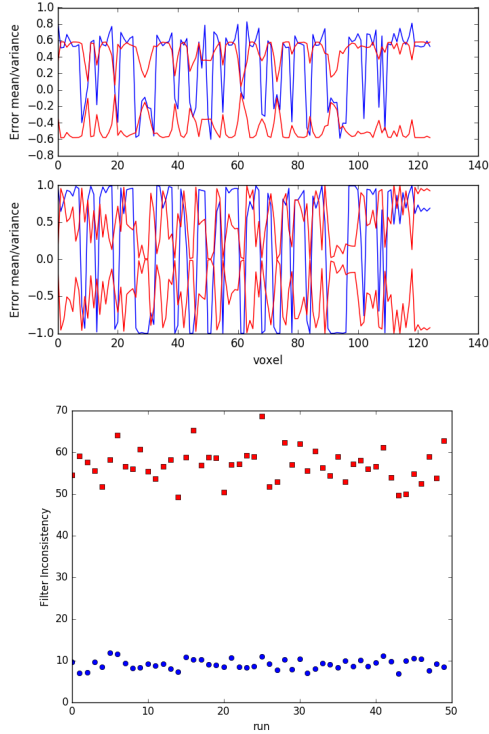 1.0
0.8
0.6
0.4
0.2
0.0
−0.2
−0.4
−0.6
−0.8
Error mean/variance
0 20 40 60 80 100 120 140
1.0
0.5
0.0
−0.5
−1.0
Error mean/variance
0 20 40 60 80 100 120 140
voxel
70
60
50
40
30
20
10
0
Filter Inconsistency
0 10 20 30 40 50
run